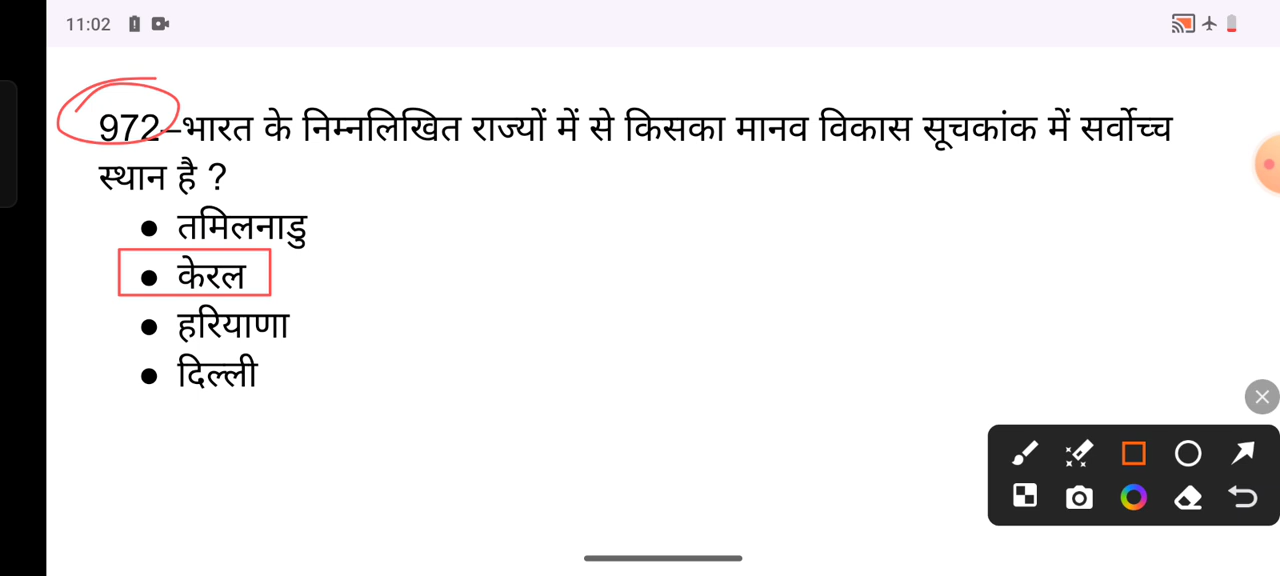 11:02
972–भारत के निम्नलिखित राज्यों में से किसका मानव विकास सूचकांक में सर्वोच्च
स्थान है ?
● तमिलनाडु
● केरल
● हरियाणा
● दिल्ली